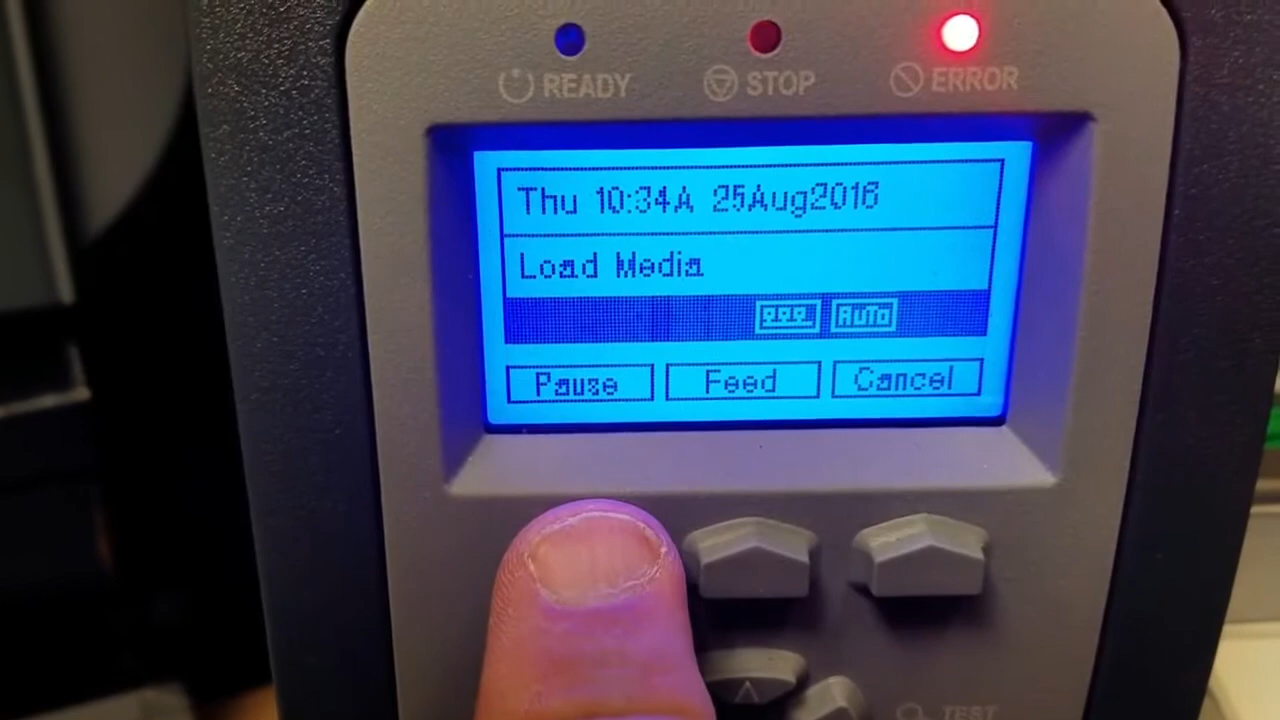 READY STOP ERROR
Thu 10:34A 25Aug2016
Load Media
AUTO
Pause Feed Cancel
TEST